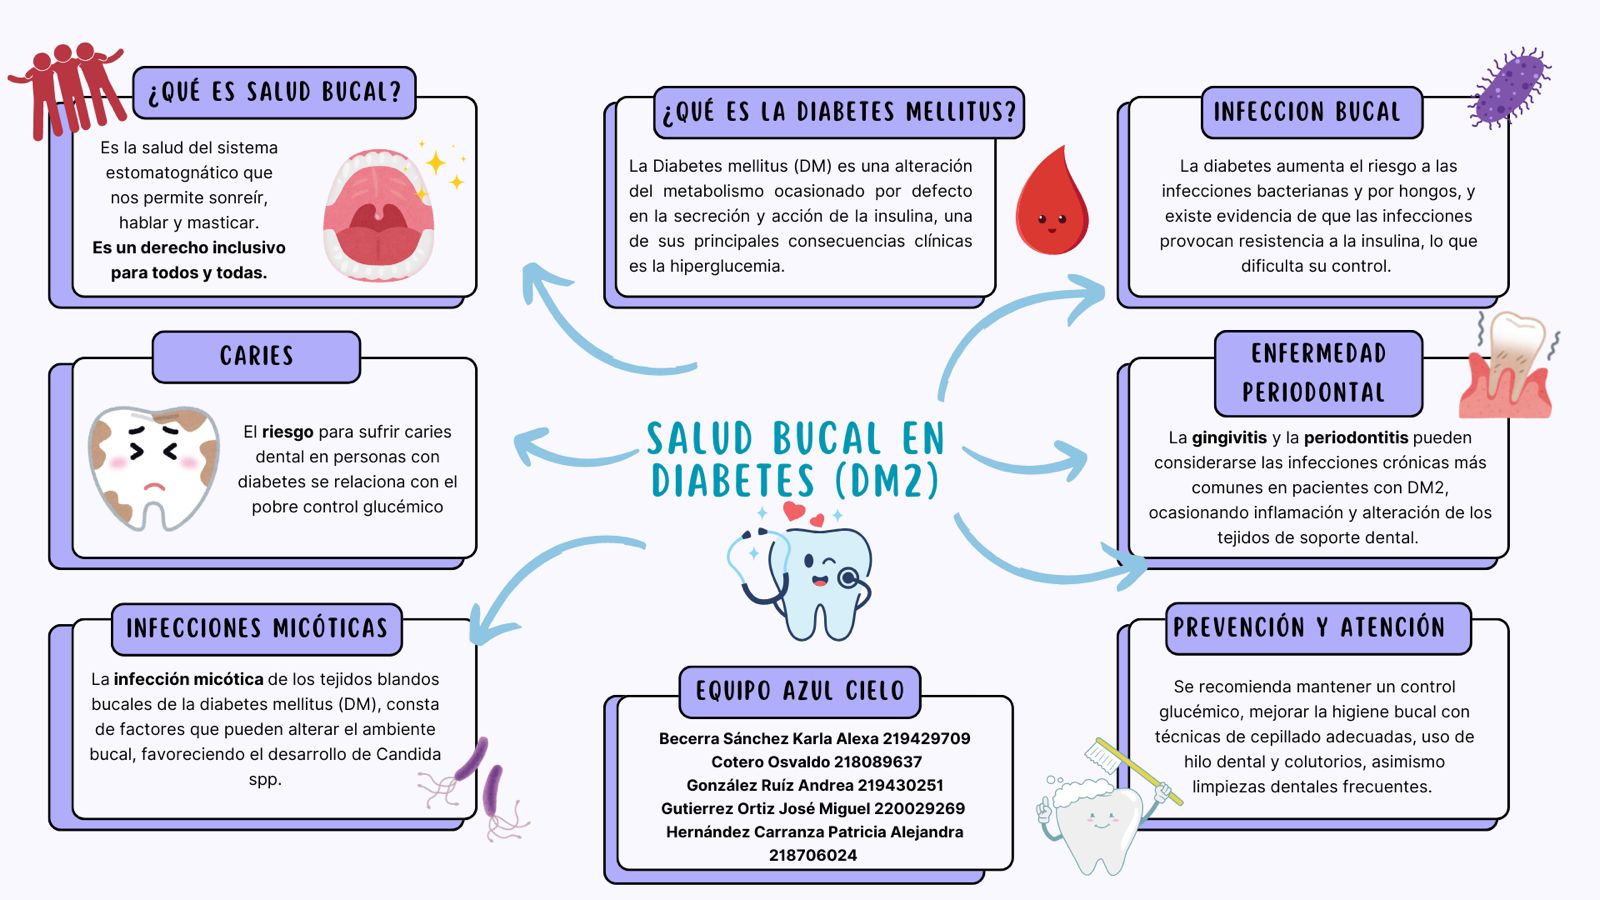 ¿QUÉ ES SALUD BUCAL?
Es la salud del sistema
estomatognático que
nos permite sonreír,
hablar y masticar.
Es un derecho inclusivo
para todos y todas.
¿QUÉ ES LA DIABETES MELLITUS?
La Diabetes mellitus (DM) es una alteración
del metabolismo ocasionado por defecto
en la secreción y acción de la insulina, una
de sus principales consecuencias clínicas
es la hiperglucemia.
INFECCION BUCAL
La diabetes aumenta el riesgo a las
infecciones bacterianas y por hongos, y
existe evidencia de que las infecciones
provocan resistencia a la insulina, lo que
dificulta su control.
CARIES
El riesgo para sufrir caries
dental en personas con
diabetes se relaciona con el
pobre control glucémico
SALUD BUCAL EN
DIABETES (DM2)
ENFERMEDAD
PERIODONTAL
La gingivitis y la periodontitis pueden
considerarse las infecciones crónicas más
comunes en pacientes con DM2,
ocasionando inflamación y alteración de los
tejidos de soporte dental.
INFECCIONES MICÓTICAS
La infección micótica de los tejidos blandos
bucales de la diabetes mellitus (DM), consta
de factores que pueden alterar el ambiente
bucal, favoreciendo el desarrollo de Candida
spp.
EQUIPO AZUL CIELO
Becerra Sánchez Karla Alexa 219429709
Cotero Osvaldo 218089637
González Ruíz Andrea 219430251
Gutierrez Ortiz José Miguel 220029269
Hernández Carranza Patricia Alejandra
218706024
PREVENCIÓN Y ATENCIÓN
Se recomienda mantener un control
glucémico, mejorar la higiene bucal con
técnicas de cepillado adecuadas, uso de
hilo dental y colutorios, asimismo
limpiezas dentales frecuentes.